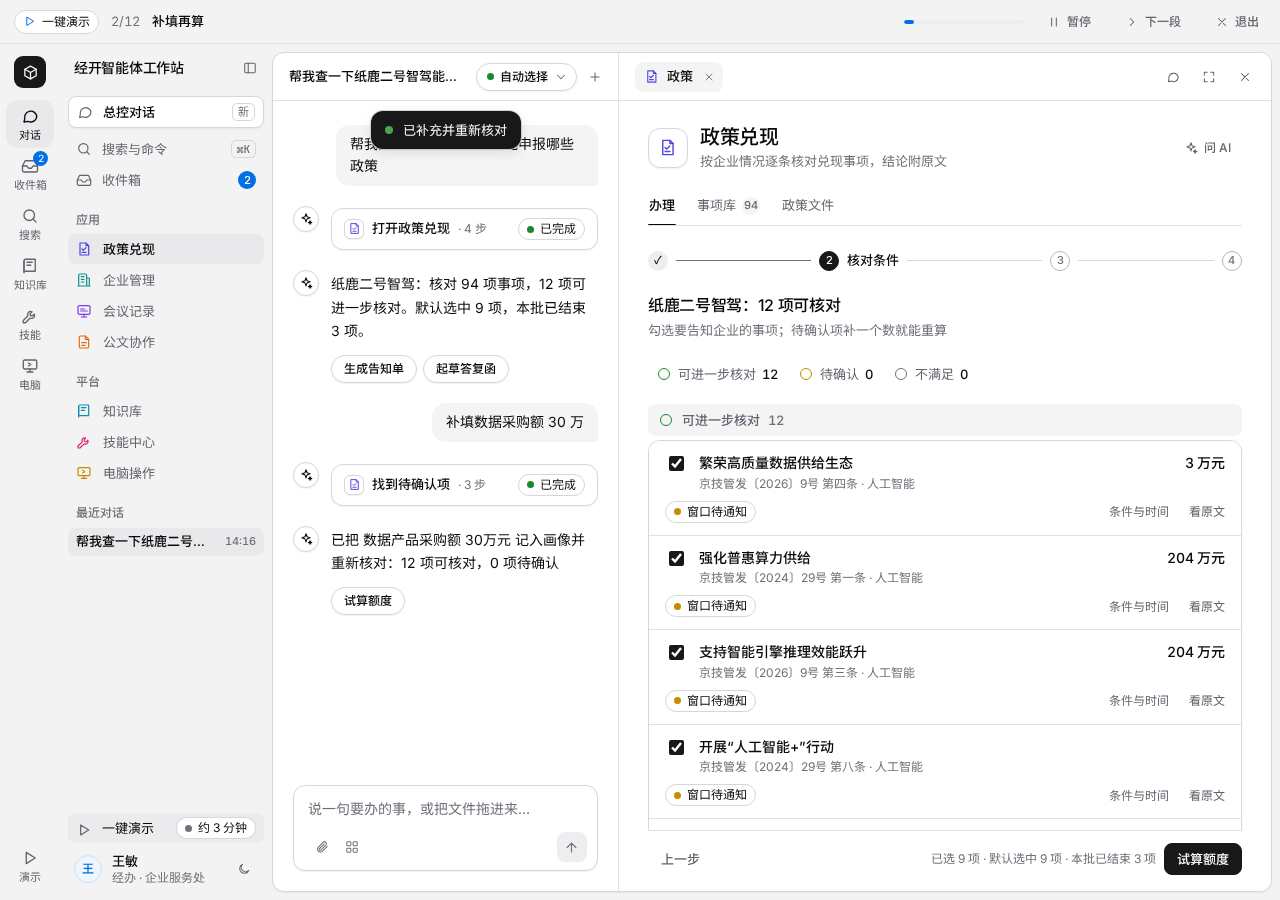 一键演示
2/12
补填再算
暂停
下一段
退出
对话
2
收件箱
搜索
知识库
技能
电脑
演示
经开智能体工作站
总控对话
新
搜索与命令
⌘K
收件箱
2
应用
政策兑现
企业管理
会议记录
公文协作
平台
知识库
技能中心
电脑操作
最近对话
帮我查一下纸鹿二号...
14:16
一键演示
约 3 分钟
王
王敏
经办 · 企业服务处
帮我查一下纸鹿二号智驾能...
自动选择
已补充并重新核对
帮我
申报哪些
政策
打开政策兑现 · 4 步
已完成
纸鹿二号智驾：核对 94 项事项，12 项可
进一步核对。默认选中 9 项，本批已结束
3 项。
生成告知单
起草答复函
补填数据采购额 30 万
找到待确认项 · 3 步
已完成
已把 数据产品采购额 30万元 记入画像并
重新核对：12 项可核对，0 项待确认
试算额度
说一句要办的事，或把文件拖进来...
政策
政策兑现
按企业情况逐条核对兑现事项，结论附原文
问 AI
办理
事项库 94
政策文件
2 核对条件
3
4
纸鹿二号智驾：12 项可核对
勾选要告知企业的事项；待确认项补一个数就能重算
可进一步核对 12
待确认 0
不满足 0
可进一步核对 12
繁荣高质量数据供给生态
3 万元
京技管发〔2026〕9号 第四条 · 人工智能
窗口待通知
条件与时间
看原文
强化普惠算力供给
204 万元
京技管发〔2024〕29号 第一条 · 人工智能
窗口待通知
条件与时间
看原文
支持智能引擎推理效能跃升
204 万元
京技管发〔2026〕9号 第三条 · 人工智能
窗口待通知
条件与时间
看原文
开展“人工智能+”行动
京技管发〔2024〕29号 第八条 · 人工智能
窗口待通知
条件与时间
看原文
上一步
已选 9 项 · 默认选中 9 项 · 本批已结束 3 项
试算额度